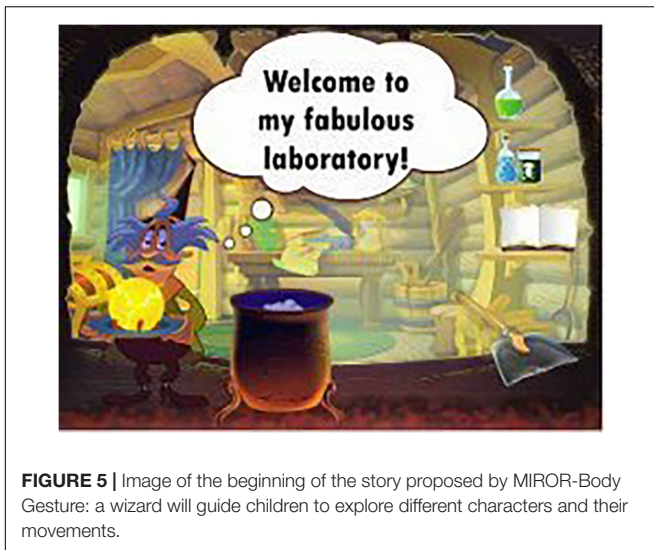 Welcome to
my fabulous
laboratory!
FIGURE 5 | Image of the beginning of the story proposed by MIROR-Body
Gesture: a wizard will guide children to explore different characters and their
movements.